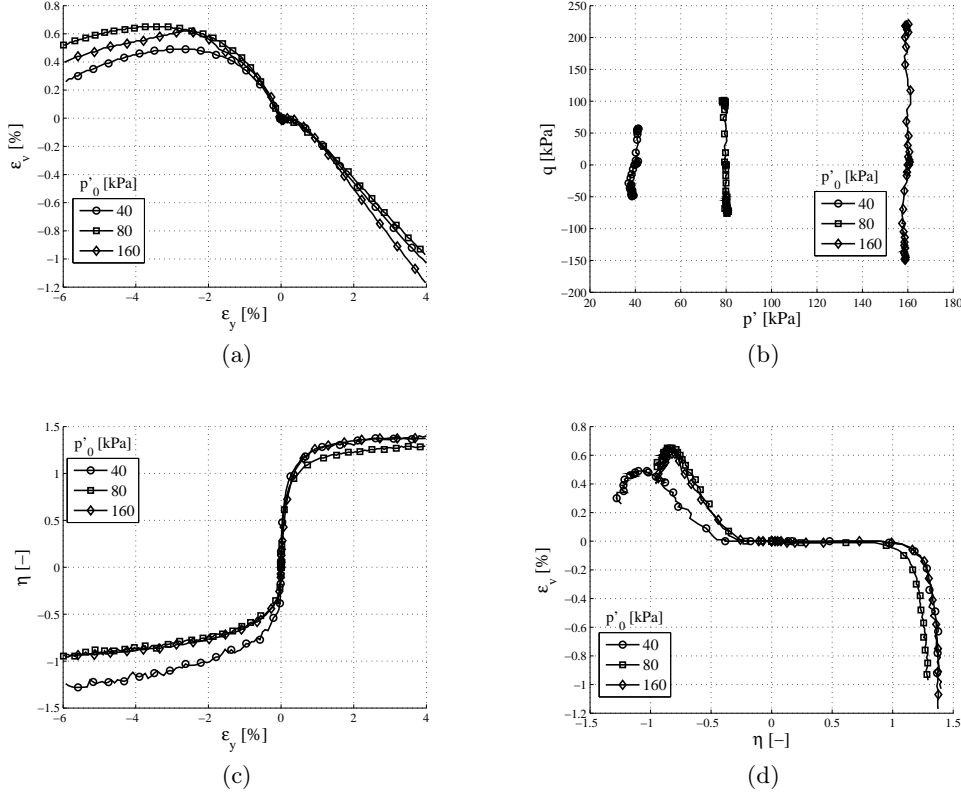 0.8
0.6
0.4
0.2
0
−0.2
−0.4
−0.6
−0.8
−1
−1.2
ε_v [%]
p'_0 [kPa]
40
80
160
−6 −4 −2 0 2 4
ε_y [%]
(a)
250
200
150
100
50
0
−50
−100
−150
−200
q [kPa]
p'_0 [kPa]
40
80
160
20 40 60 80 100 120 140 160 180
p' [kPa]
(b)
1.5
1
0.5
0
−0.5
−1
−1.5
η [−]
p'_0 [kPa]
40
80
160
−6 −4 −2 0 2 4
ε_y [%]
(c)
0.8
0.6
0.4
0.2
0
−0.2
−0.4
−0.6
−0.8
−1
−1.2
ε_v [%]
p'_0 [kPa]
40
80
160
−1.5 −1 −0.5 0 0.5 1 1.5
η [−]
(d)